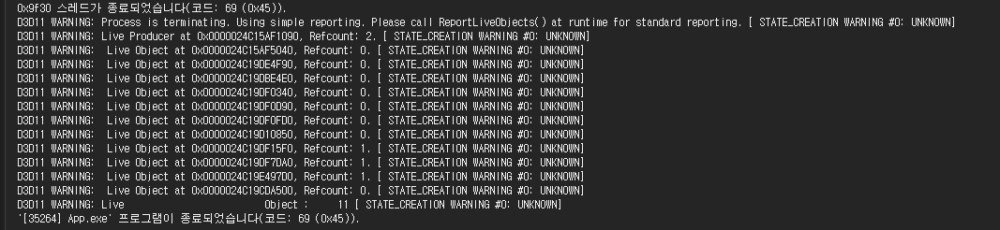 0x9f30 스레드가 종료되었습니다(코드: 69 (0x45)).
D3D11 WARNING: Process is terminating. Using simple reporting. Please call ReportLiveObjects() at runtime for standard reporting. [ STATE_CREATION WARNING #0: UNKNOWN]
D3D11 WARNING: Live Producer at 0x0000024C15AF1090, Refcount: 2. [ STATE_CREATION WARNING #0: UNKNOWN]
D3D11 WARNING:  Live Object at 0x0000024C15AF5040, Refcount: 0. [ STATE_CREATION WARNING #0: UNKNOWN]
D3D11 WARNING:  Live Object at 0x0000024C19DE4F90, Refcount: 0. [ STATE_CREATION WARNING #0: UNKNOWN]
D3D11 WARNING:  Live Object at 0x0000024C19DBE4E0, Refcount: 0. [ STATE_CREATION WARNING #0: UNKNOWN]
D3D11 WARNING:  Live Object at 0x0000024C19DF0340, Refcount: 0. [ STATE_CREATION WARNING #0: UNKNOWN]
D3D11 WARNING:  Live Object at 0x0000024C19DF0D90, Refcount: 0. [ STATE_CREATION WARNING #0: UNKNOWN]
D3D11 WARNING:  Live Object at 0x0000024C19DF0FD0, Refcount: 0. [ STATE_CREATION WARNING #0: UNKNOWN]
D3D11 WARNING:  Live Object at 0x0000024C19D10850, Refcount: 0. [ STATE_CREATION WARNING #0: UNKNOWN]
D3D11 WARNING:  Live Object at 0x0000024C19DF15F0, Refcount: 1. [ STATE_CREATION WARNING #0: UNKNOWN]
D3D11 WARNING:  Live Object at 0x0000024C19DF7DA0, Refcount: 1. [ STATE_CREATION WARNING #0: UNKNOWN]
D3D11 WARNING:  Live Object at 0x0000024C19E497D0, Refcount: 1. [ STATE_CREATION WARNING #0: UNKNOWN]
D3D11 WARNING:  Live Object at 0x0000024C19CDA500, Refcount: 0. [ STATE_CREATION WARNING #0: UNKNOWN]
D3D11 WARNING: Live                         Object :     11 [ STATE_CREATION WARNING #0: UNKNOWN]
'[35264] App.exe' 프로그램이 종료되었습니다(코드: 69 (0x45)).